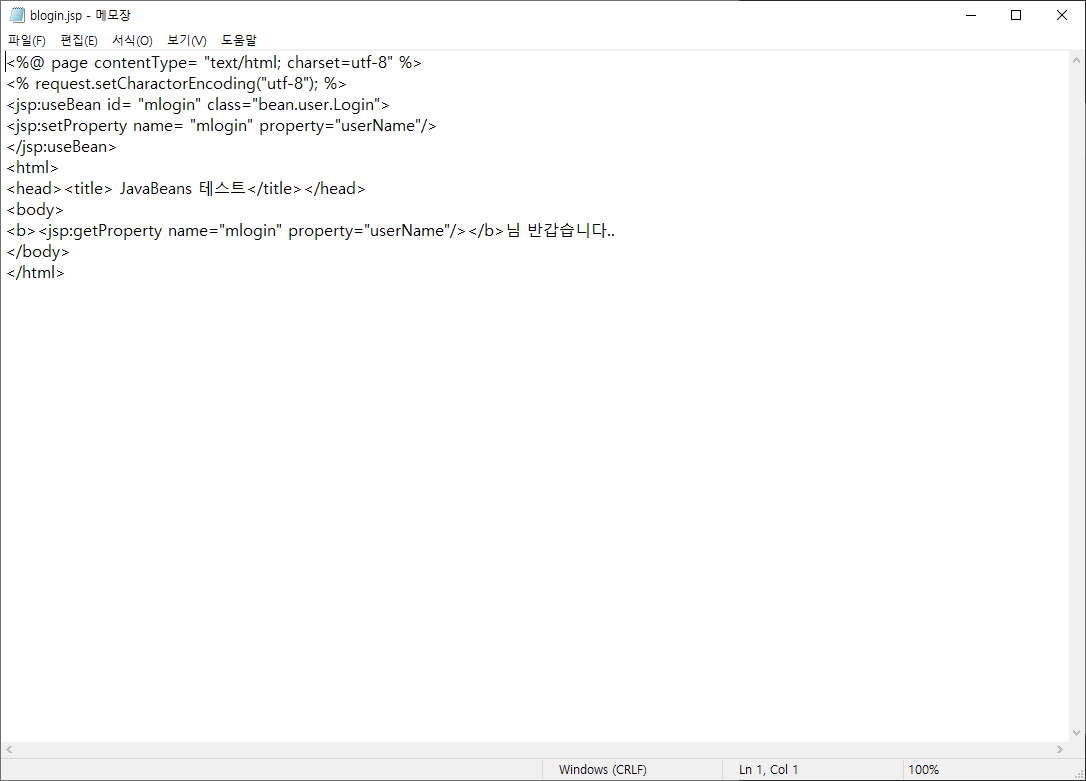 blogin.jsp - 메모장
파일(F) 편집(E) 서식(O) 보기(V) 도움말
<%@ page contentType= "text/html; charset=utf-8" %>
<% request.setCharactorEncoding("utf-8"); %>
<jsp:useBean id= "mlogin" class="bean.user.Login">
<jsp:setProperty name= "mlogin" property="userName"/>
</jsp:useBean>
<html>
<head><title> JavaBeans 테스트</title></head>
<body>
<b><jsp:getProperty name="mlogin" property="userName"/></b>님 반갑습니다..
</body>
</html>
Windows (CRLF) Ln 1, Col 1 100%